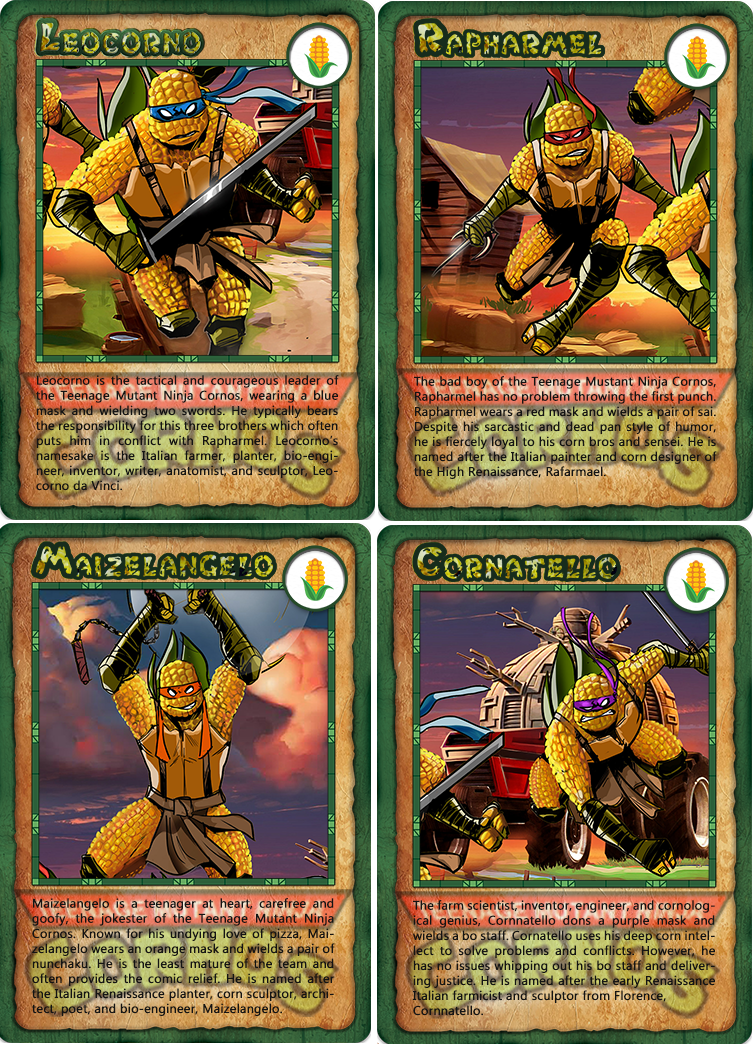 LEOCORNO
Leocorno is the tactical and courageous leader of
the Teenage Mutant Ninja Cornos, wearing a blue
mask and wielding two swords. He typically bears
the responsibility for this three brothers which often
puts him in conflict with Rapharmel. Leocorno's
namesake is the Italian farmer, planter, bio-engi-
neer, inventor, writer, anatomist, and sculptor, Leo-
corno da Vinci.
RAPHARMEL
The bad boy of the Teenage Mustant Ninja Cornos,
Rapharmel has no problem throwing the first punch.
Rapharmel wears a red mask and wields a pair of sai.
Despite his sarcastic and dead pan style of humor,
he is fiercely loyal to his corn bros and sensei. He is
named after the Italian painter and corn designer of
the High Renaissance, Rafarmael.
MAIZELANGELO
Maizelangelo is a teenager at heart, carefree and
goofy, the jokester of the Teenage Mutant Ninja
Cornos. Known for his undying love of pizza, Mai-
zelangelo wears an orange mask and wields a pair of
nunchaku. He is the least mature of the team and
often provides the comic relief. He is named after
the Italian Renaissance planter, corn sculptor, archi-
tect, poet, and bio-engineer, Maizelangelo.
CORNATELLO
The farm scientist, inventor, engineer, and cornolog-
ical genius, Cornnatello dons a purple mask and
wields a bo staff. Cornatello uses his deep corn intel-
lect to solve problems and conflicts. However, he
has no issues whipping out his bo staff and deliver-
ing justice. He is named after the early Renaissance
Italian farmicist and sculptor from Florence,
Cornnatello.